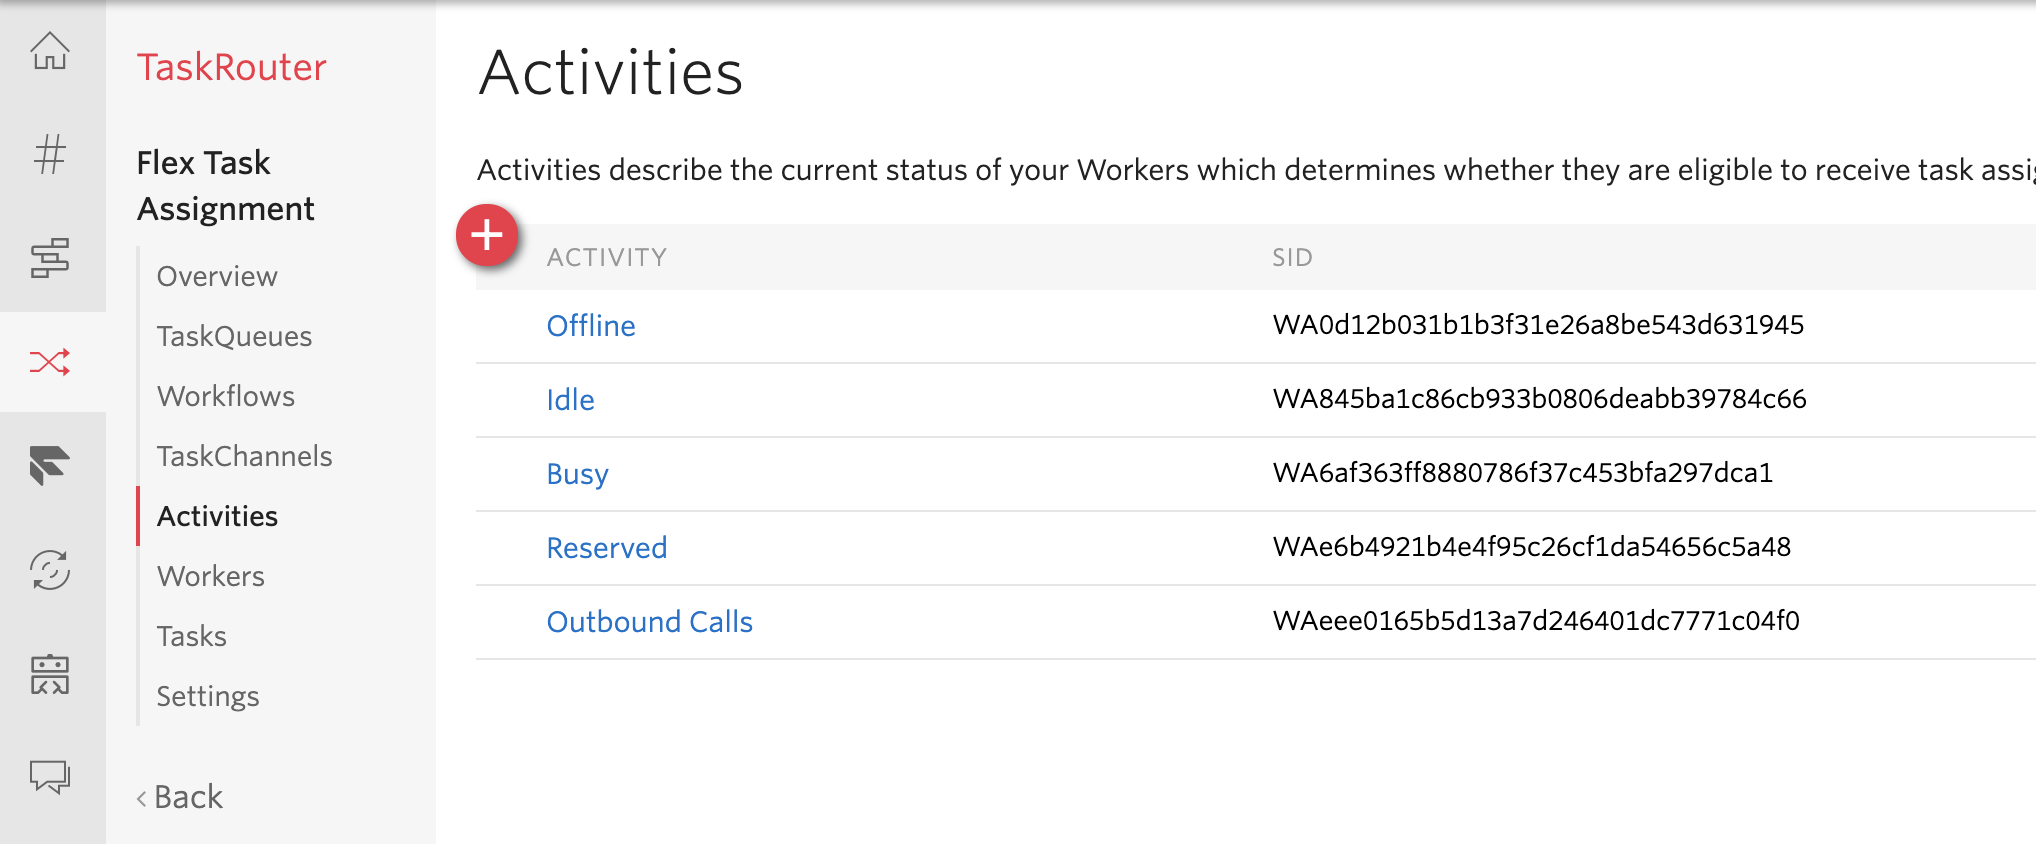 TaskRouter
Flex Task
Assignment
Overview
TaskQueues
Workflows
TaskChannels
Activities
Workers
Tasks
Settings
Back
Activities
Activities describe the current status of your Workers which determines whether they are eligible to receive task assig
ACTIVITY SID
Offline WA0d12b031b1b3f31e26a8be543d631945
Idle WA845ba1c86cb933b0806deabb39784c66
Busy WA6af363ff8880786f37c453bfa297dca1
Reserved WAe6b4921b4e4f95c26cf1da54656c5a48
Outbound Calls WAeee0165b5d13a7d246401dc7771c04f0